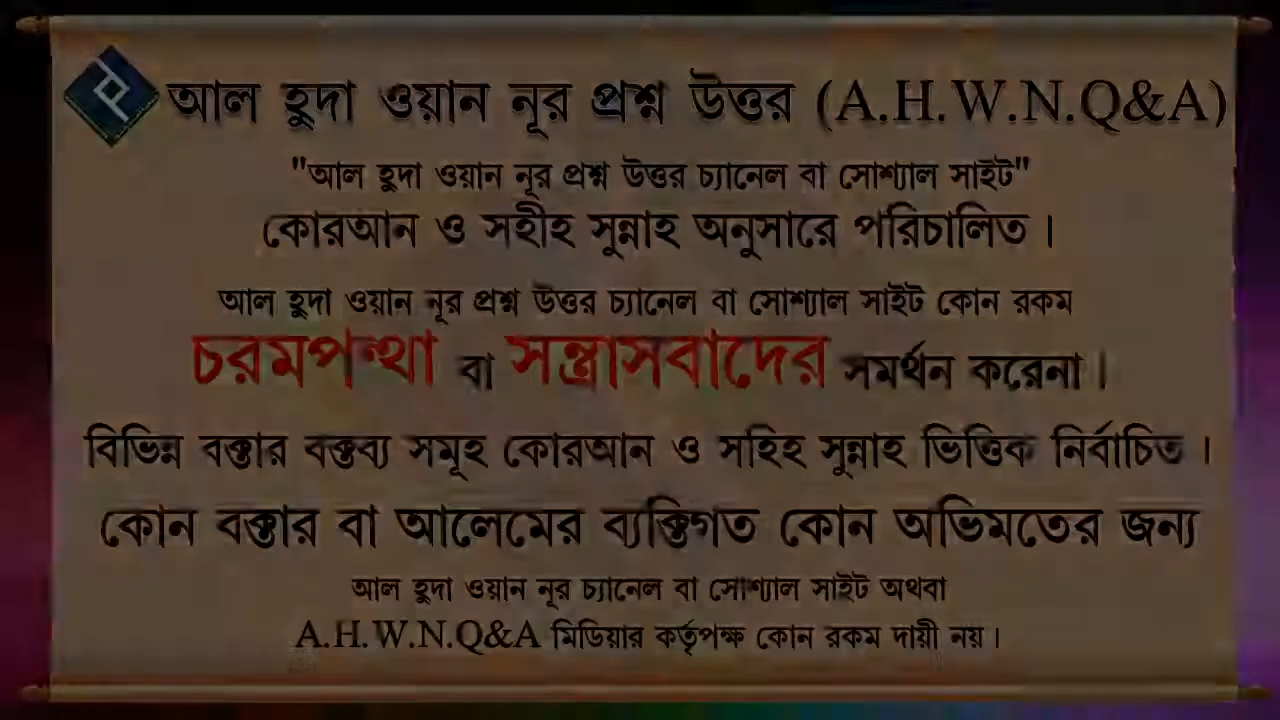 আল হুদা ওয়ান নূর প্রশ্ন উত্তর (A.H.W.N.Q&A)
"আল হুদা ওয়ান নূর প্রশ্ন উত্তর চ্যানেল বা সোশ্যাল সাইট"
কোরআন ও সহীহ সুন্নাহ অনুসারে পরিচালিত ।
আল হুদা ওয়ান নূর প্রশ্ন উত্তর চ্যানেল বা সোশ্যাল সাইট কোন রকম
চরমপন্থা বা সন্ত্রাসবাদের সমর্থন করেনা ।
বিভিন্ন বক্তার বক্তব্য সমূহ কোরআন ও সহিহ সুন্নাহ ভিত্তিক নির্বাচিত ।
কোন বক্তার বা আলেমের ব্যক্তিগত কোন অভিমতের জন্য
আল হুদা ওয়ান নূর চ্যানেল বা সোশ্যাল সাইট অথবা
A.H.W.N.Q&A মিডিয়ার কর্তৃপক্ষ কোন রকম দায়ী নয় ।